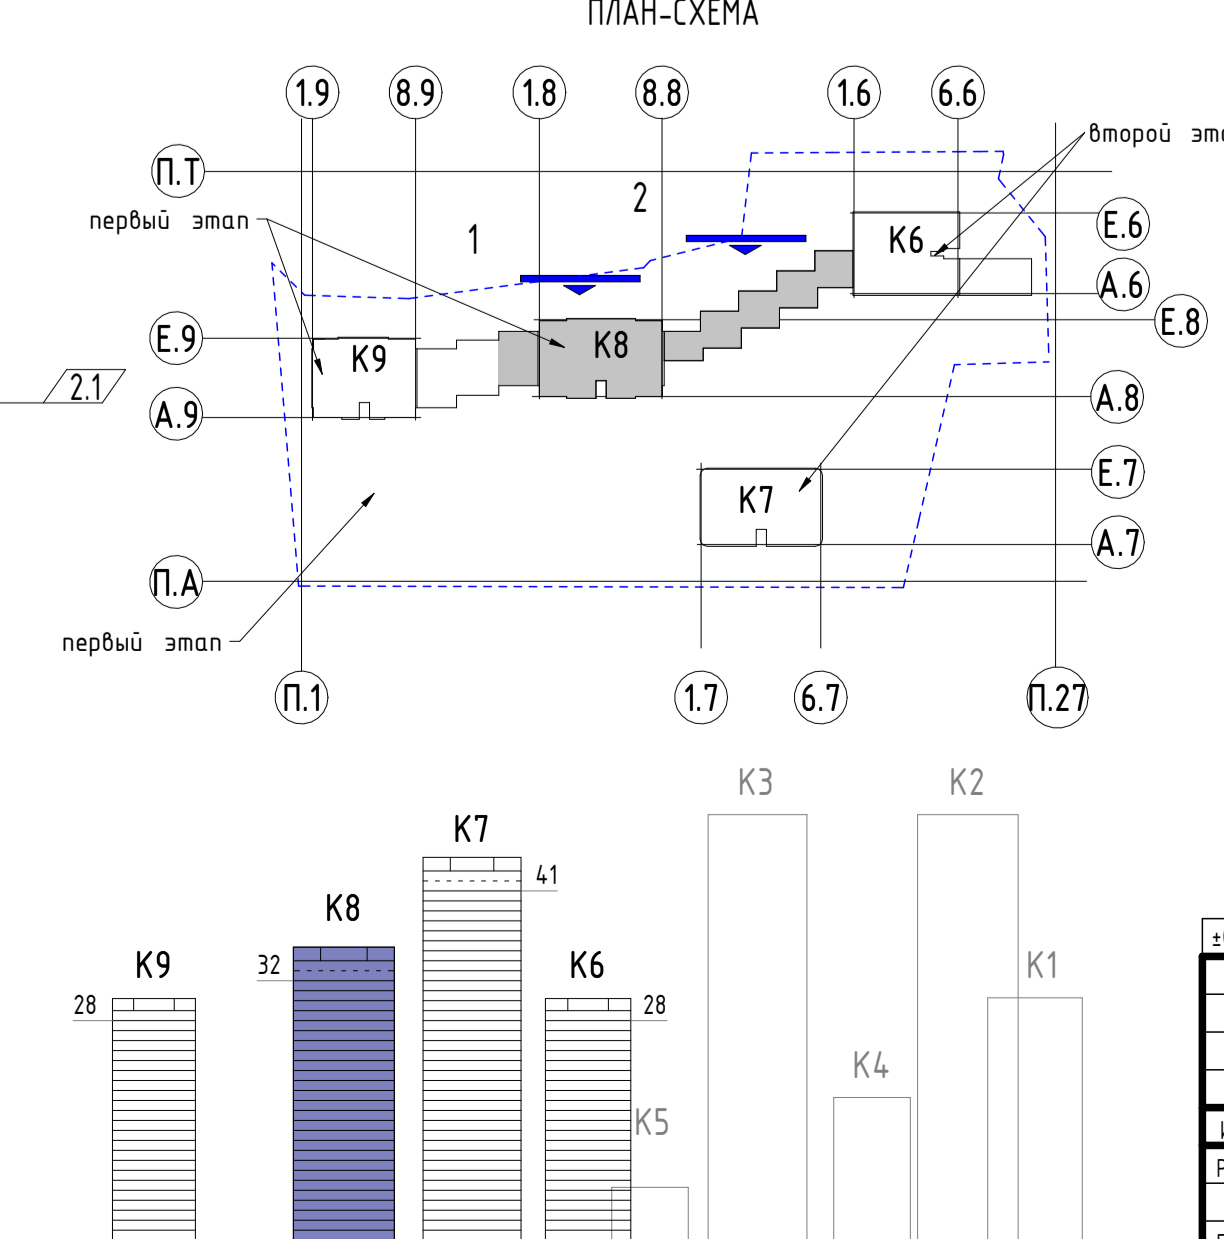 ПЛАН-СХЕМА
1.9 8.9 1.8 8.8 1.6 6.6
второй
П.Т
первый этап
1
2
К6
Е.6
А.6
Е.9
К9
К8
Е.8
2.1
А.9
А.8
К7
Е.7
А.7
П.А
первый этап
П.1
1.7
6.7
П.27
К3
К2
К7
41
К8
32
К9
28
К6
28
К1
К4
К5